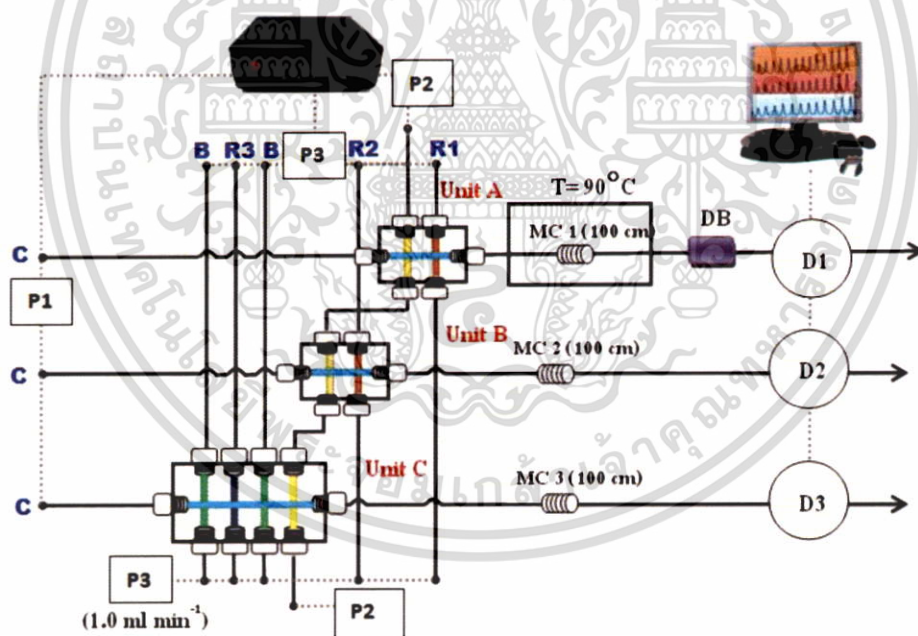 P2
B R3 B P3 R2 R1
Unit A
T= 90°C
MC 1 (100 cm)
DB
C
D1
P1
Unit B
MC 2 (100 cm)
C
D2
Unit C
MC 3 (100 cm)
C
D3
P3
(1.0 ml min⁻¹)
P2